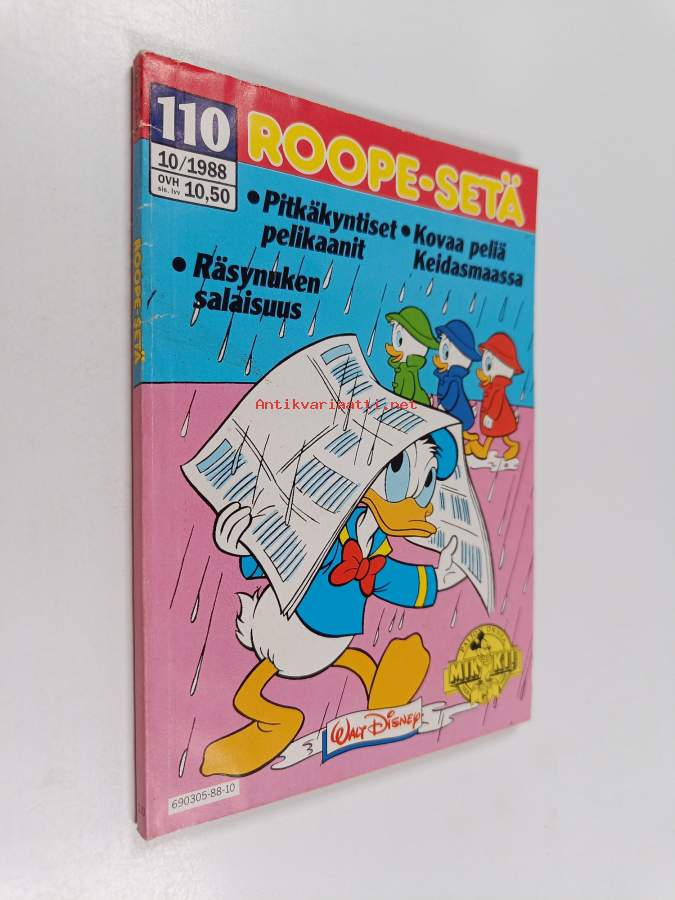 110
10/1988
OVH
sis. lvv 10,50
ROOPE-SETÄ
• Pitkäkyntiset
pelikaanit
• Kovaa peliä
Keidasmaassa
• Räsynuken
salaisuus
ROOPE-SETÄ
Antikvariaatti.net
MIKKI!
WALT DISNEY
690305-88-10